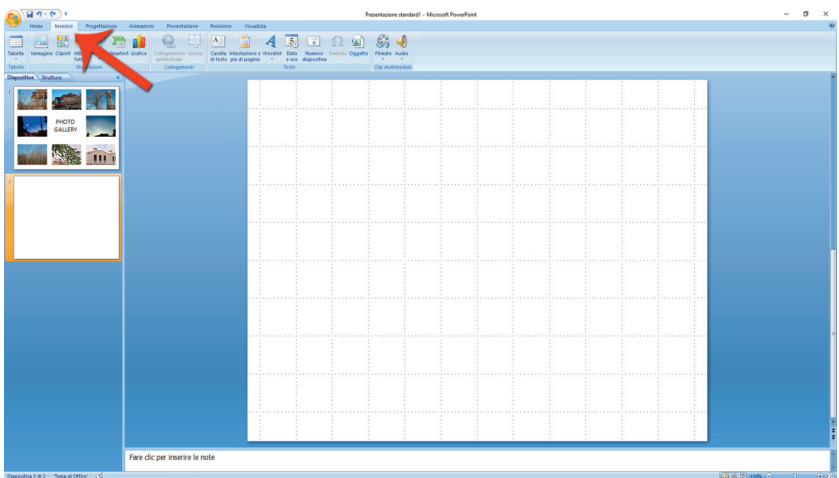 Presentazione standard1 - Microsoft PowerPoint
Home Inserisci Progettazione Animazioni Presentazione Revisione Visualizza
Tabella Immagine ClipArt SmartArt Grafico Collegamento Azione Casella Intestazione e WordArt Data Numero Simbolo Oggetto Filmato Audio
ipertestuale di testo piè di pagina e ora diapositiva
Tabelle Collegamenti Testo Clip multimediali
Diapositive Struttura x
1
PHOTO
GALLERY
2
Fare clic per inserire le note
Diapositiva 2 di 2 "Tema di Office" 110%